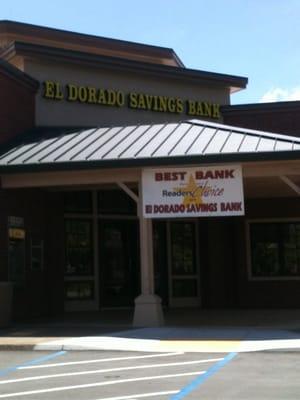 EL DORADO SAVINGS BANK
BEST BANK
Readers Choice
EL DORADO SAVINGS BANK